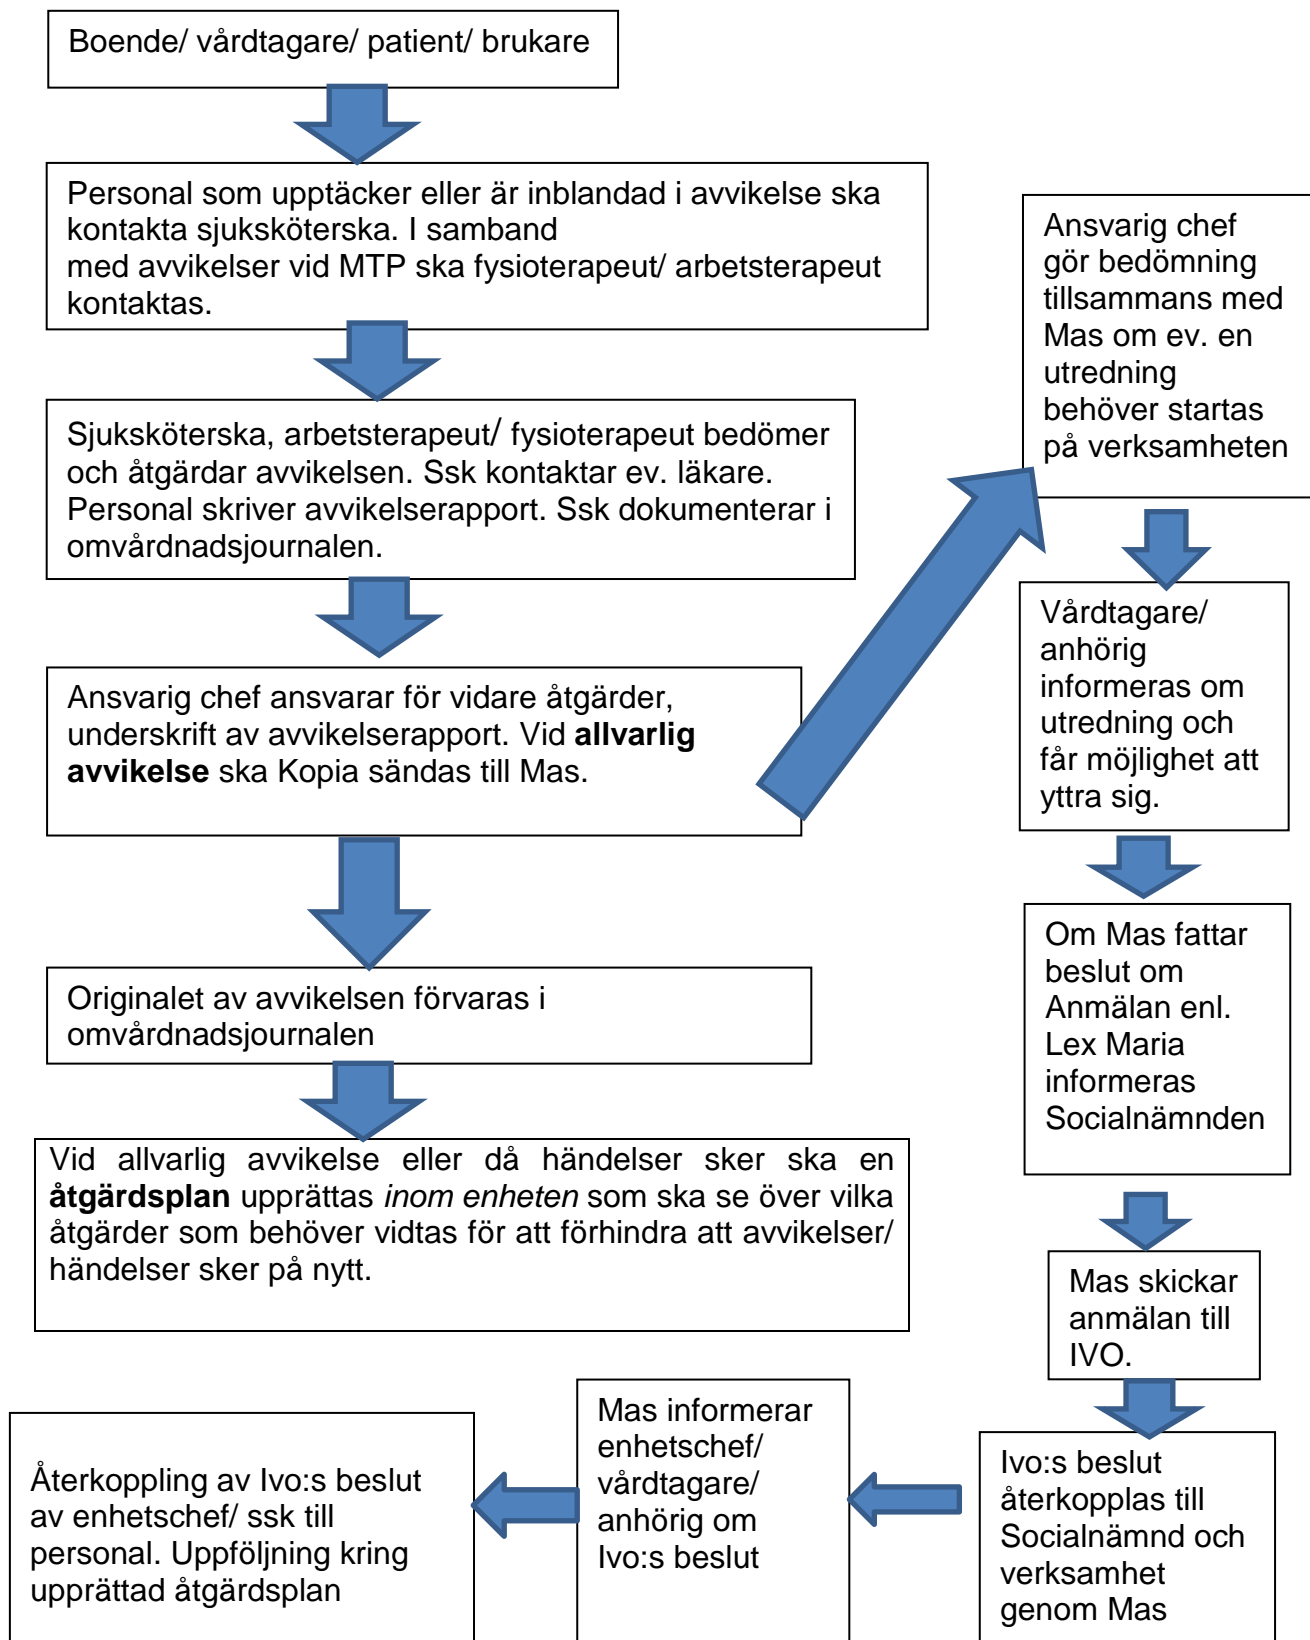 Boende/ vårdtagare/ patient/ brukare
Personal som upptäcker eller är inblandad i avvikelse ska
kontakta sjuksköterska. I samband
med avvikelser vid MTP ska fysioterapeut/ arbetsterapeut
kontaktas.
Sjuksköterska, arbetsterapeut/ fysioterapeut bedömer
och åtgärdar avvikelsen. Ssk kontaktar ev. läkare.
Personal skriver avvikelserapport. Ssk dokumenterar i
omvårdnadsjournalen.
Ansvarig chef ansvarar för vidare åtgärder,
underskrift av avvikelserapport. Vid allvarlig
avvikelse ska Kopia sändas till Mas.
Originalet av avvikelsen förvaras i
omvårdnadsjournalen
Vid allvarlig avvikelse eller då händelser sker ska en
åtgärdsplan upprättas inom enheten som ska se över vilka
åtgärder som behöver vidtas för att förhindra att avvikelser/
händelser sker på nytt.
Ansvarig chef
gör bedömning
tillsammans med
Mas om ev. en
utredning
behöver startas
på verksamheten
Vårdtagare/
anhörig
informeras om
utredning och
får möjlighet att
yttra sig.
Om Mas fattar
beslut om
Anmälan enl.
Lex Maria
informeras
Socialnämnden
Mas skickar
anmälan till
IVO.
Ivo:s beslut
återkopplas till
Socialnämnd och
verksamhet
genom Mas
Mas informerar
enhetschef/
vårdtagare/
anhörig om
Ivo:s beslut
Återkoppling av Ivo:s beslut
av enhetschef/ ssk till
personal. Uppföljning kring
upprättad åtgärdsplan